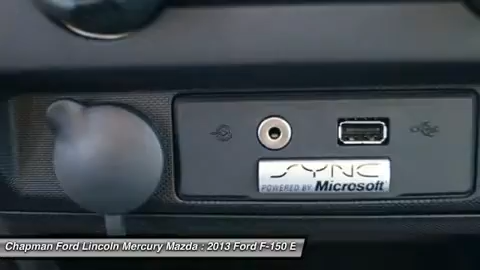 SYNC
POWERED BY Microsoft
Chapman Ford Lincoln Mercury Mazda : 2013 Ford F-150 E